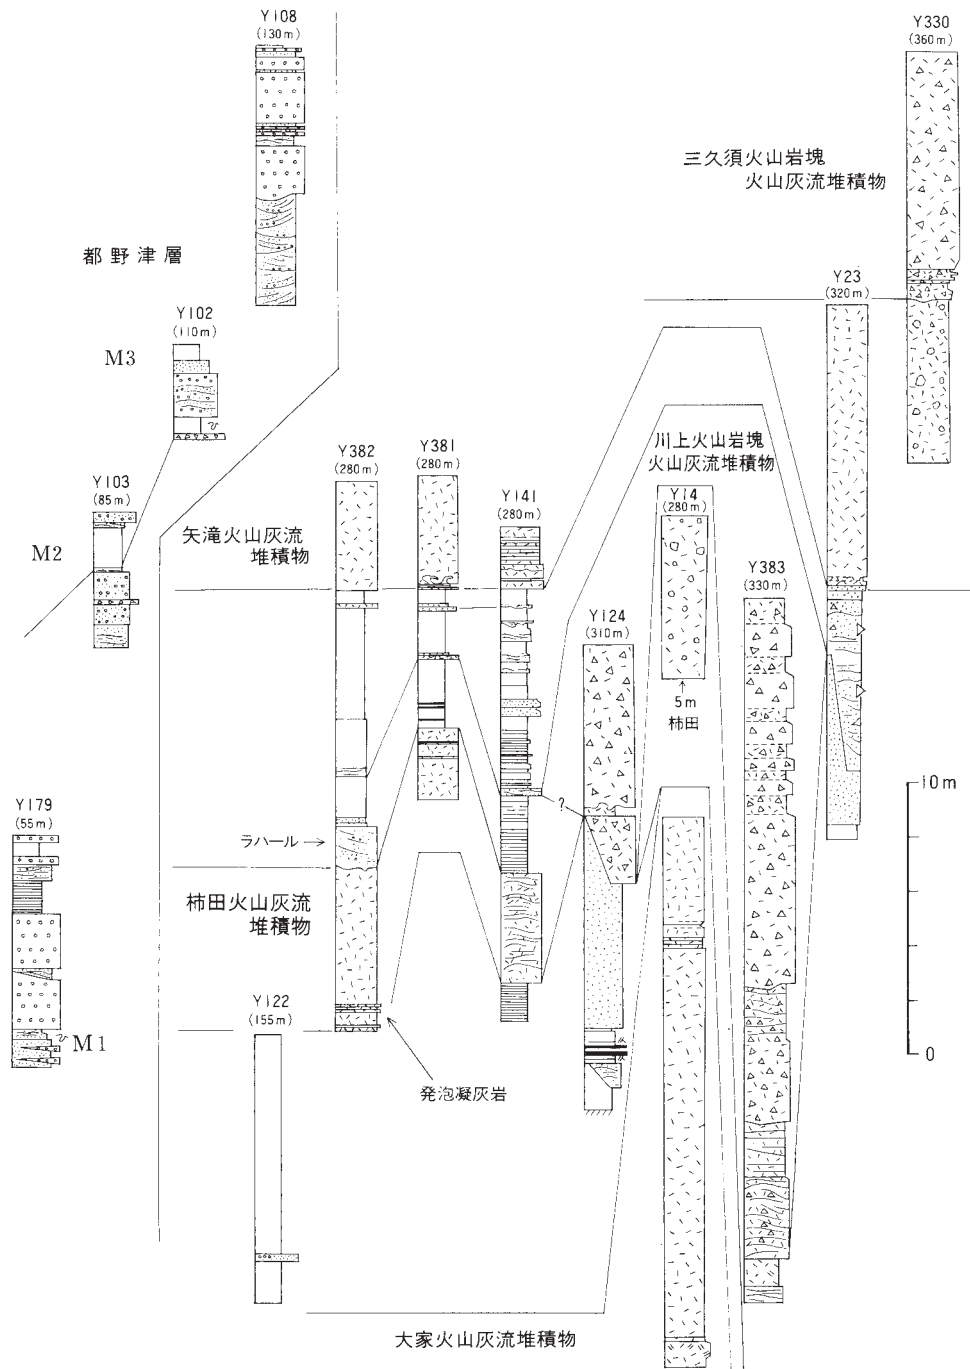 Y108
(130m)
Y330
(360m)
三久須火山岩塊
火山灰流堆積物
都野津層
Y23
(320m)
Y102
(110m)
M3
川上火山岩塊
火山灰流堆積物
Y382
(280m)
Y381
(280m)
Y141
(280m)
Y14
(280m)
Y103
(85m)
M2
矢滝火山灰流
堆積物
Y383
(330m)
Y124
(310m)
5m
柿田
10m
Y179
(55m)
?
ラハール
柿田火山灰流
堆積物
Y122
(155m)
M1
0
発泡凝灰岩
大家火山灰流堆積物